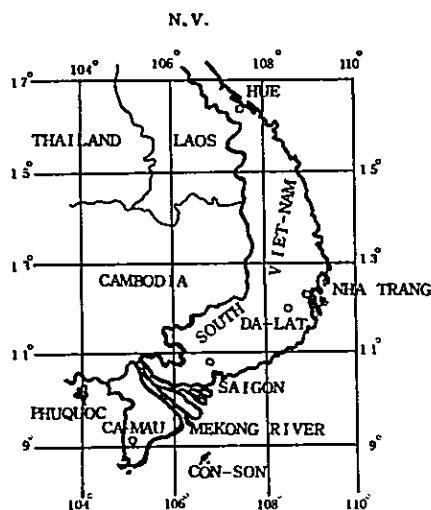 N.V.
104° 106° 108° 110°
17°
HUE
THAILAND LAOS
15° 15°
VIET-NAM
13° 13°
CAMBODIA
NHA TRANG
SOUTH
DA-LAT
11° 11°
SAIGON
PHUQUOC
CA-MAU MEKONG RIVER
9° 9°
CON-SON
104° 106° 108° 110°